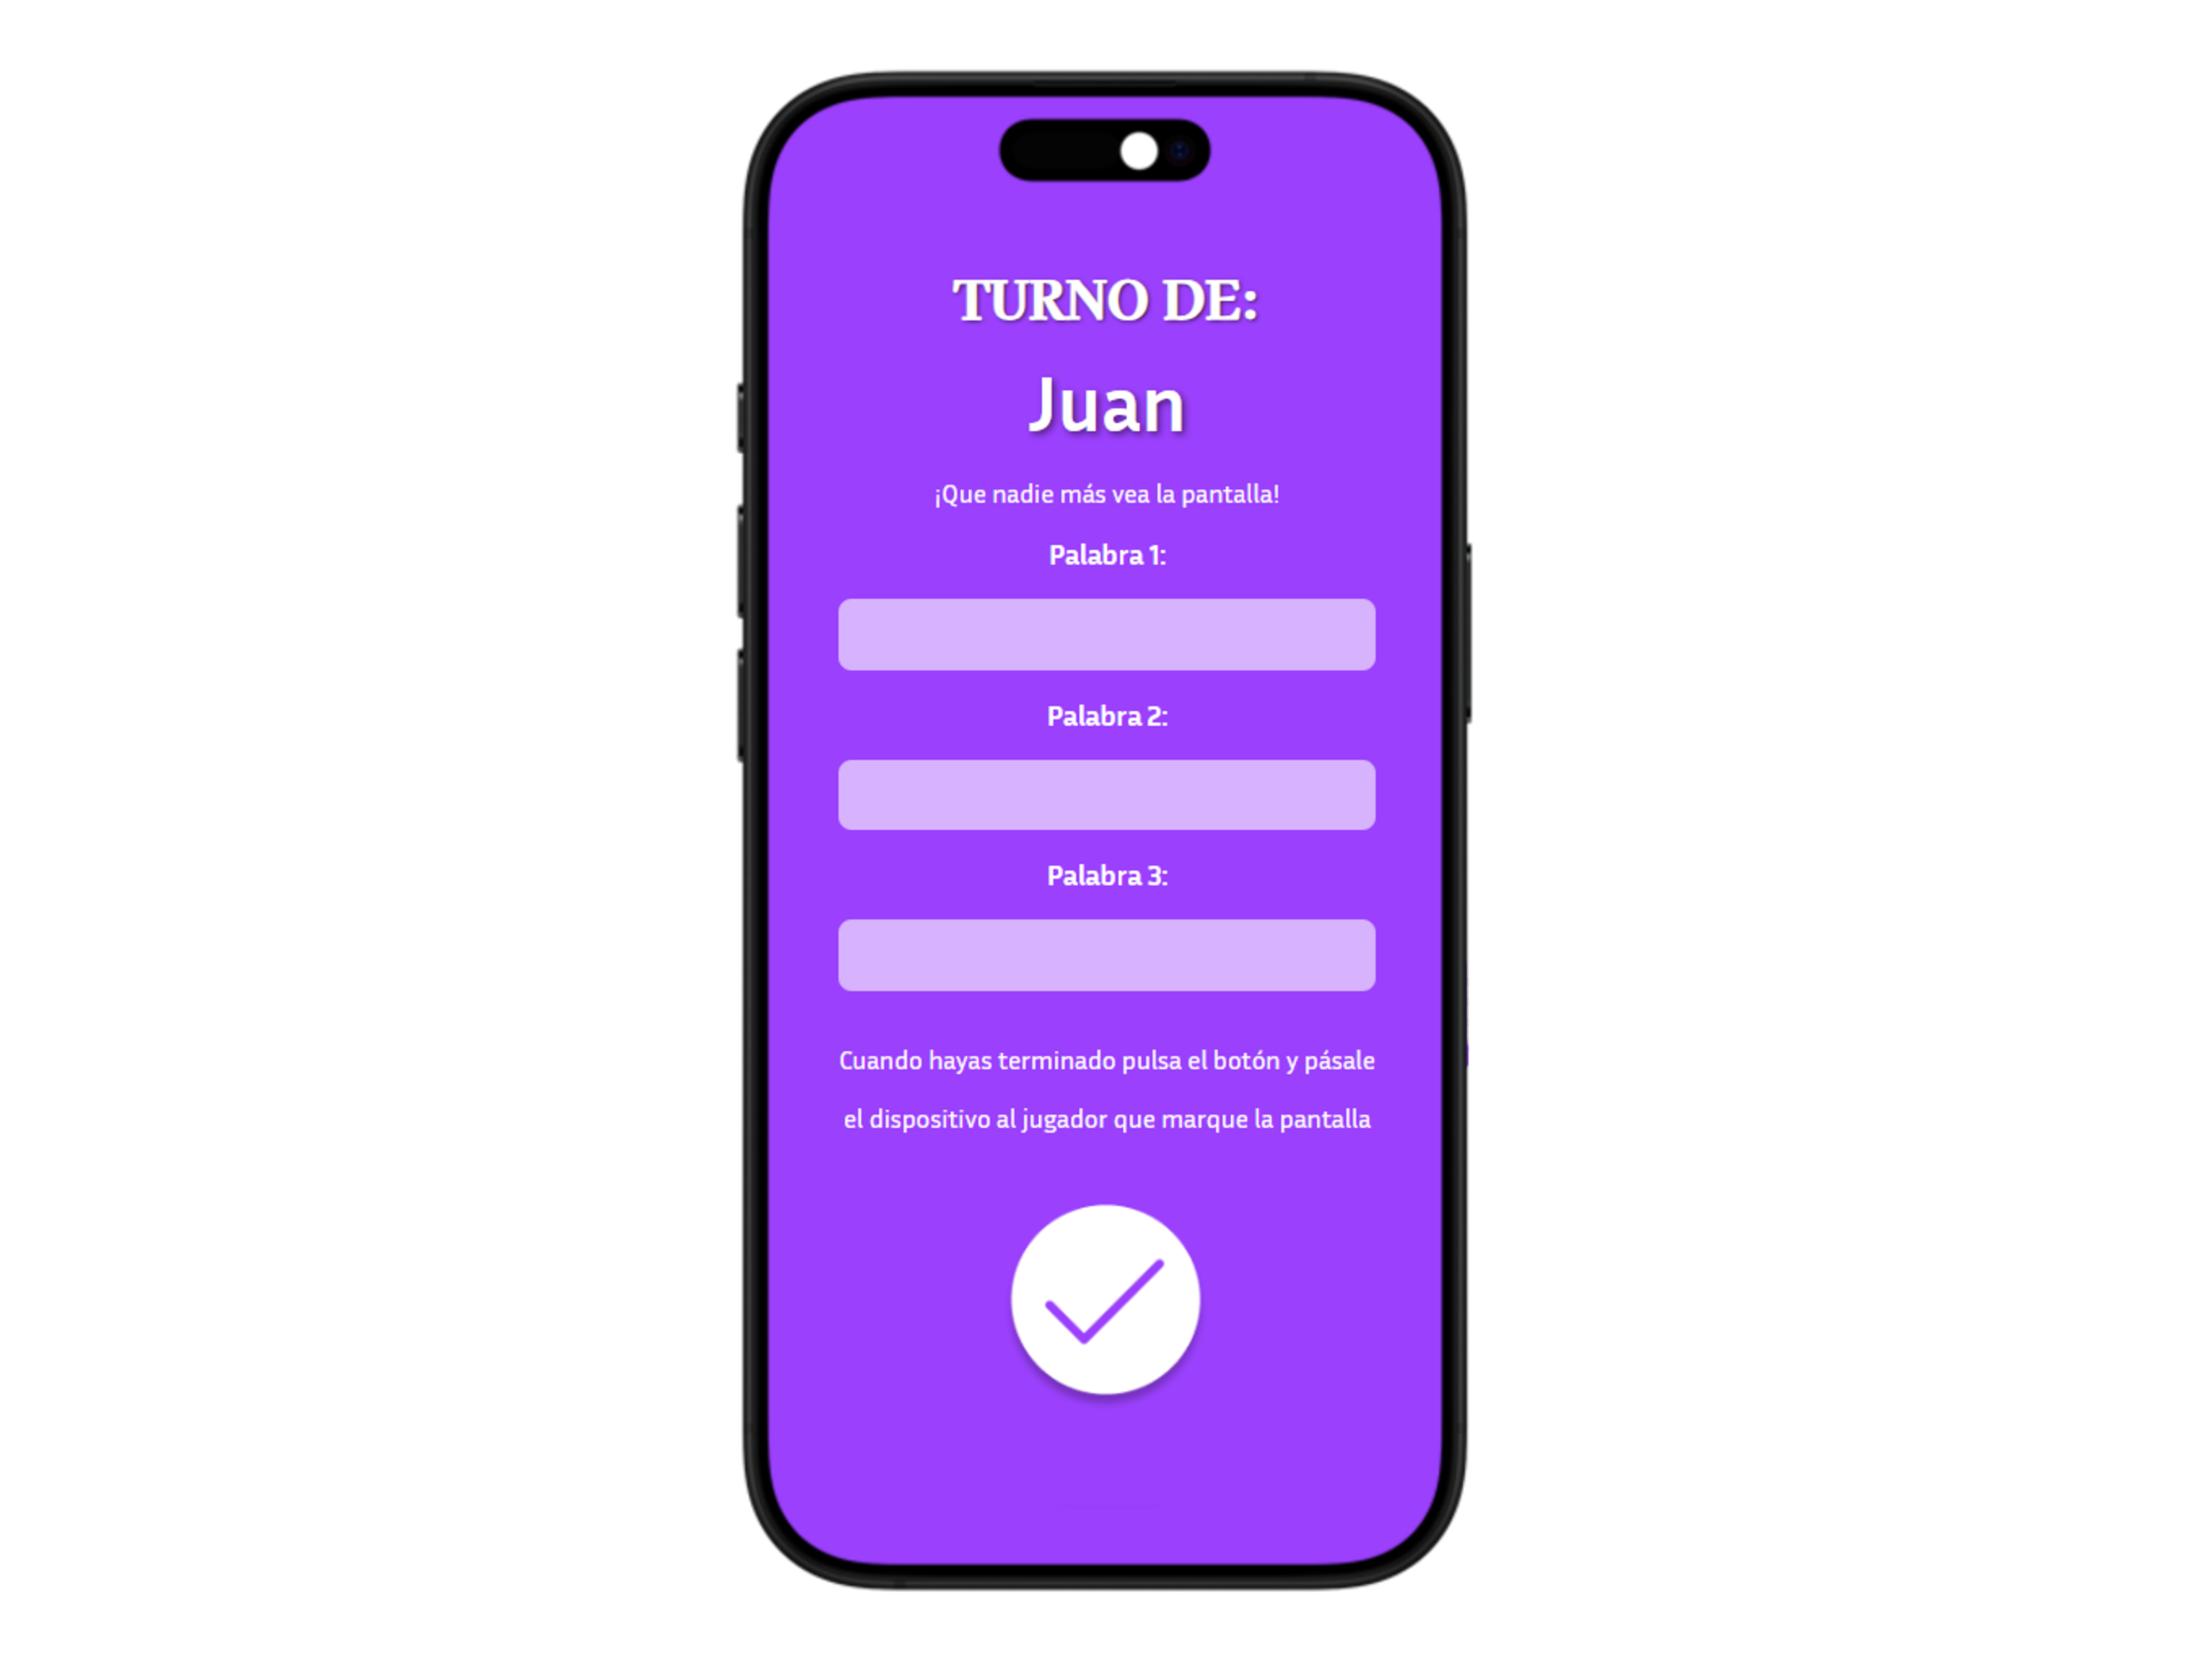 TURNO DE:
Juan
¡Que nadie más vea la pantalla!
Palabra 1:
Palabra 2:
Palabra 3:
Cuando hayas terminado pulsa el botón y pásale
el dispositivo al jugador que marque la pantalla